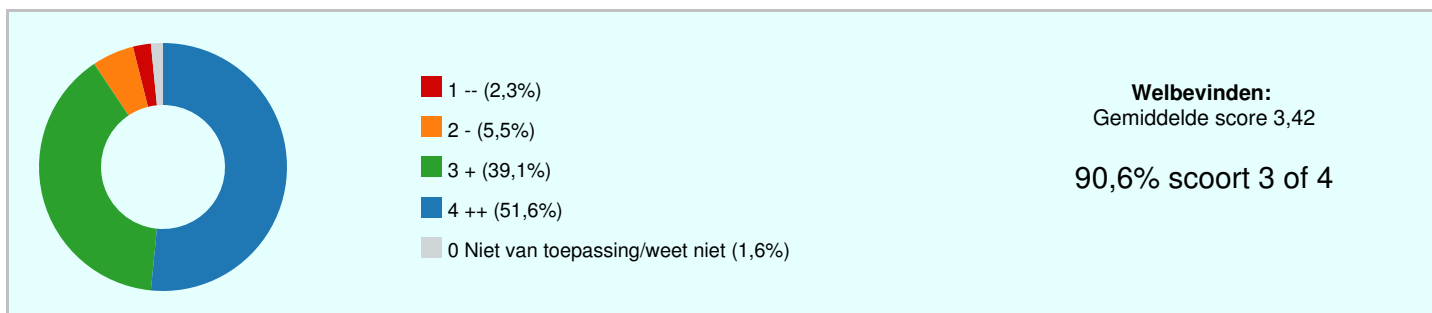 1 -- (2,3%)
2 - (5,5%)
3 + (39,1%)
4 ++ (51,6%)
0 Niet van toepassing/weet niet (1,6%)
Welbevinden:
Gemiddelde score 3,42
90,6% scoort 3 of 4